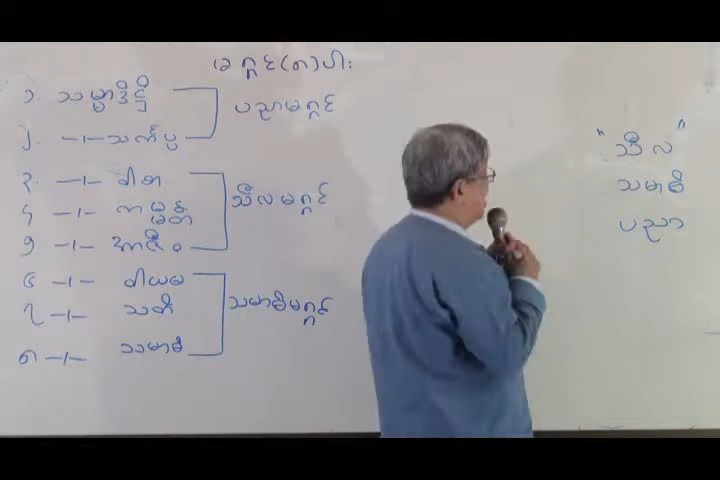 မဂ္ဂင်(၈)ပါး
၁. သမ္မာဒိဋ္ဌိ
၂. -〃- သင်္ကပ္ပ
ပညာမဂ္ဂင်
၃. -〃- ဝါစာ
၄ -〃- ကမ္မန္တ
၅ -〃- အာဇီဝ
သီလမဂ္ဂင်
၆ -〃- ဝါယမ
၇ -〃- သတိ
၈ -〃- သမာဓိ
သမာဓိမဂ္ဂင်
"သီလ"
သမာဓိ
ပညာ